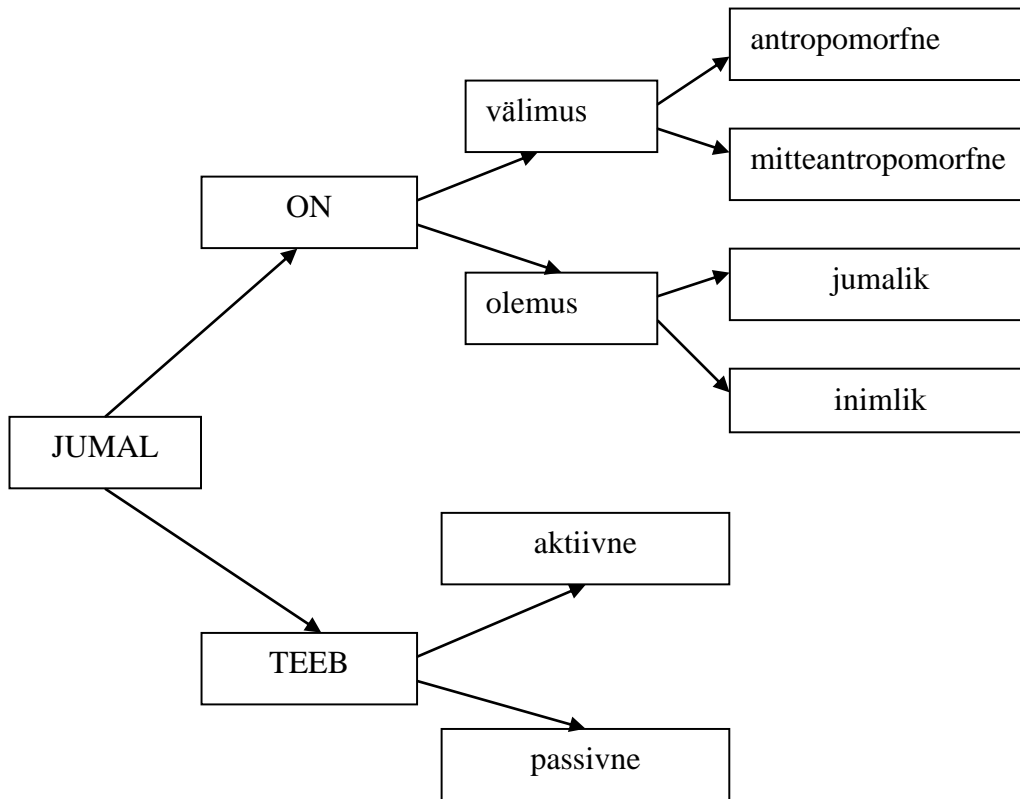 antropomorfne
välimus
mitteantropomorfne
ON
olemus
jumalik
inimlik
JUMAL
aktiivne
TEEB
passivne